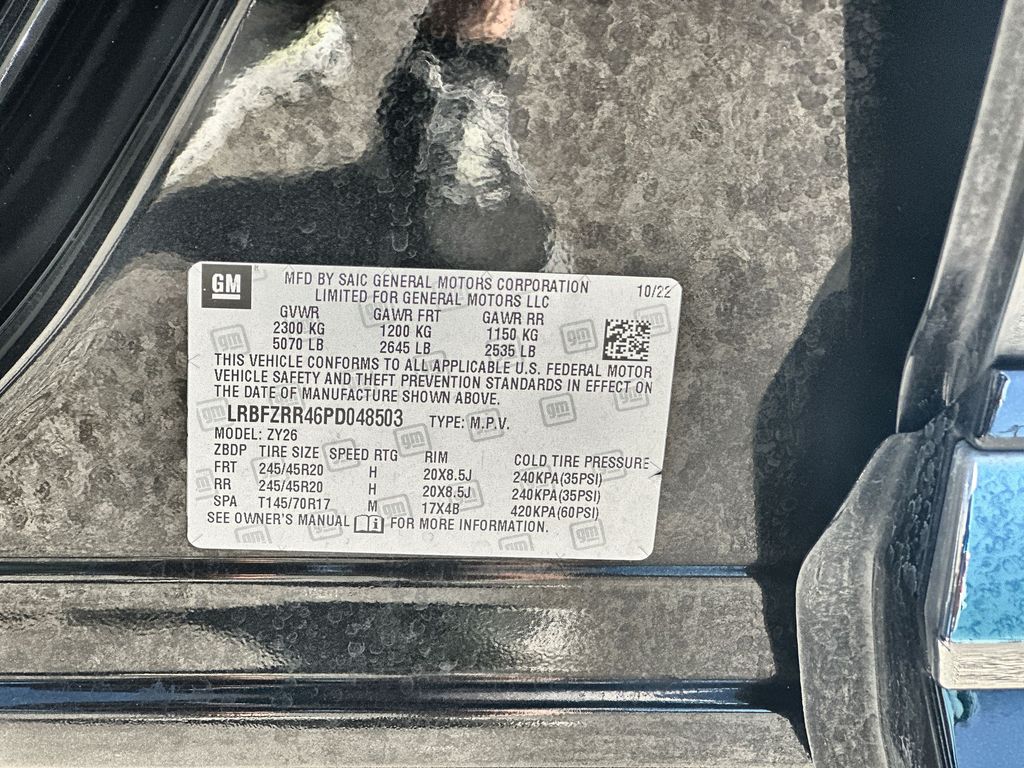 GM
MFD BY SAIC GENERAL MOTORS CORPORATION
LIMITED FOR GENERAL MOTORS LLC
10/22
GVWR GAWR FRT GAWR RR
2300 KG 1200 KG 1150 KG
5070 LB 2645 LB 2535 LB
THIS VEHICLE CONFORMS TO ALL APPLICABLE U.S. FEDERAL MOTOR
VEHICLE SAFETY AND THEFT PREVENTION STANDARDS IN EFFECT ON
THE DATE OF MANUFACTURE SHOWN ABOVE.
LRBFZRR46PD048503 TYPE: M.P.V.
MODEL: ZY26
ZBDP TIRE SIZE SPEED RTG RIM COLD TIRE PRESSURE
FRT 245/45R20 H 20X8.5J 240KPA(35PSI)
RR 245/45R20 H 20X8.5J 240KPA(35PSI)
SPA T145/70R17 M 17X4B 420KPA(60PSI)
SEE OWNER'S MANUAL FOR MORE INFORMATION.